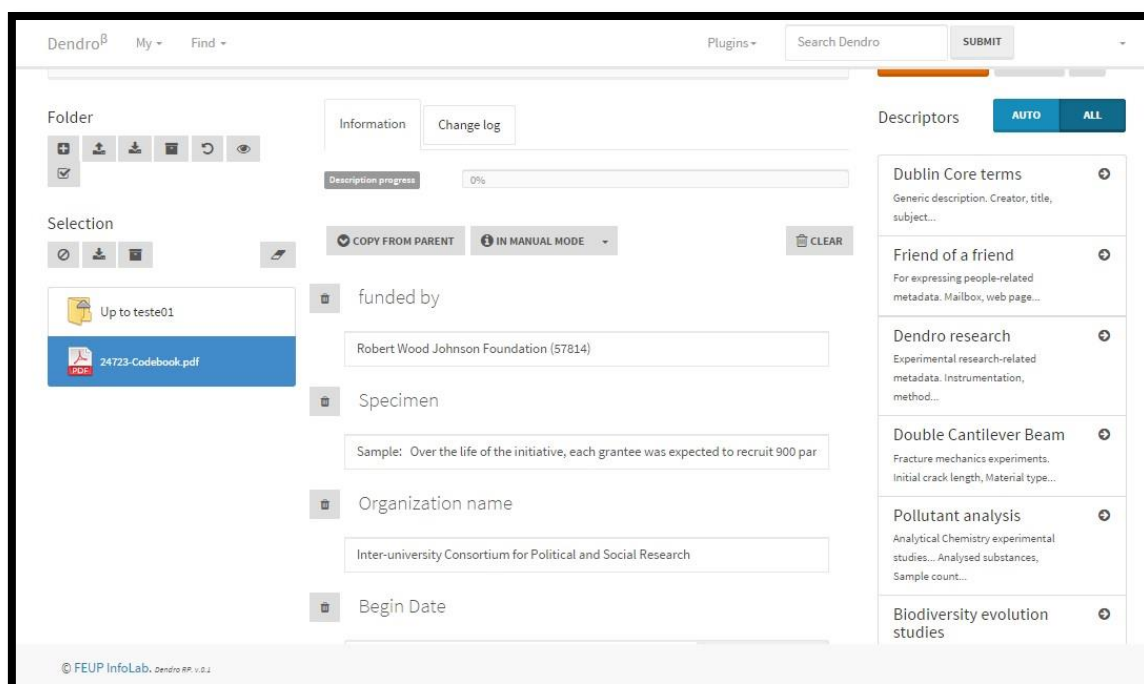 Dendroβ
My
Find
Plugins
Search Dendro
SUBMIT
Folder
Selection
Up to teste01
PDF
24723-Codebook.pdf
Information
Change log
Description progress
0%
COPY FROM PARENT
IN MANUAL MODE
CLEAR
funded by
Robert Wood Johnson Foundation (57814)
Specimen
Sample: Over the life of the initiative, each grantee was expected to recruit 900 par
Organization name
Inter-university Consortium for Political and Social Research
Begin Date
Descriptors
AUTO
ALL
Dublin Core terms
Generic description. Creator, title,
subject...
Friend of a friend
For expressing people-related
metadata. Mailbox, web page...
Dendro research
Experimental research-related
metadata. Instrumentation,
method...
Double Cantilever Beam
Fracture mechanics experiments.
Initial crack length, Material type...
Pollutant analysis
Analytical Chemistry experimental
studies... Analysed substances,
Sample count...
Biodiversity evolution
studies
© FEUP InfoLab. Dendro RP. v.0.1